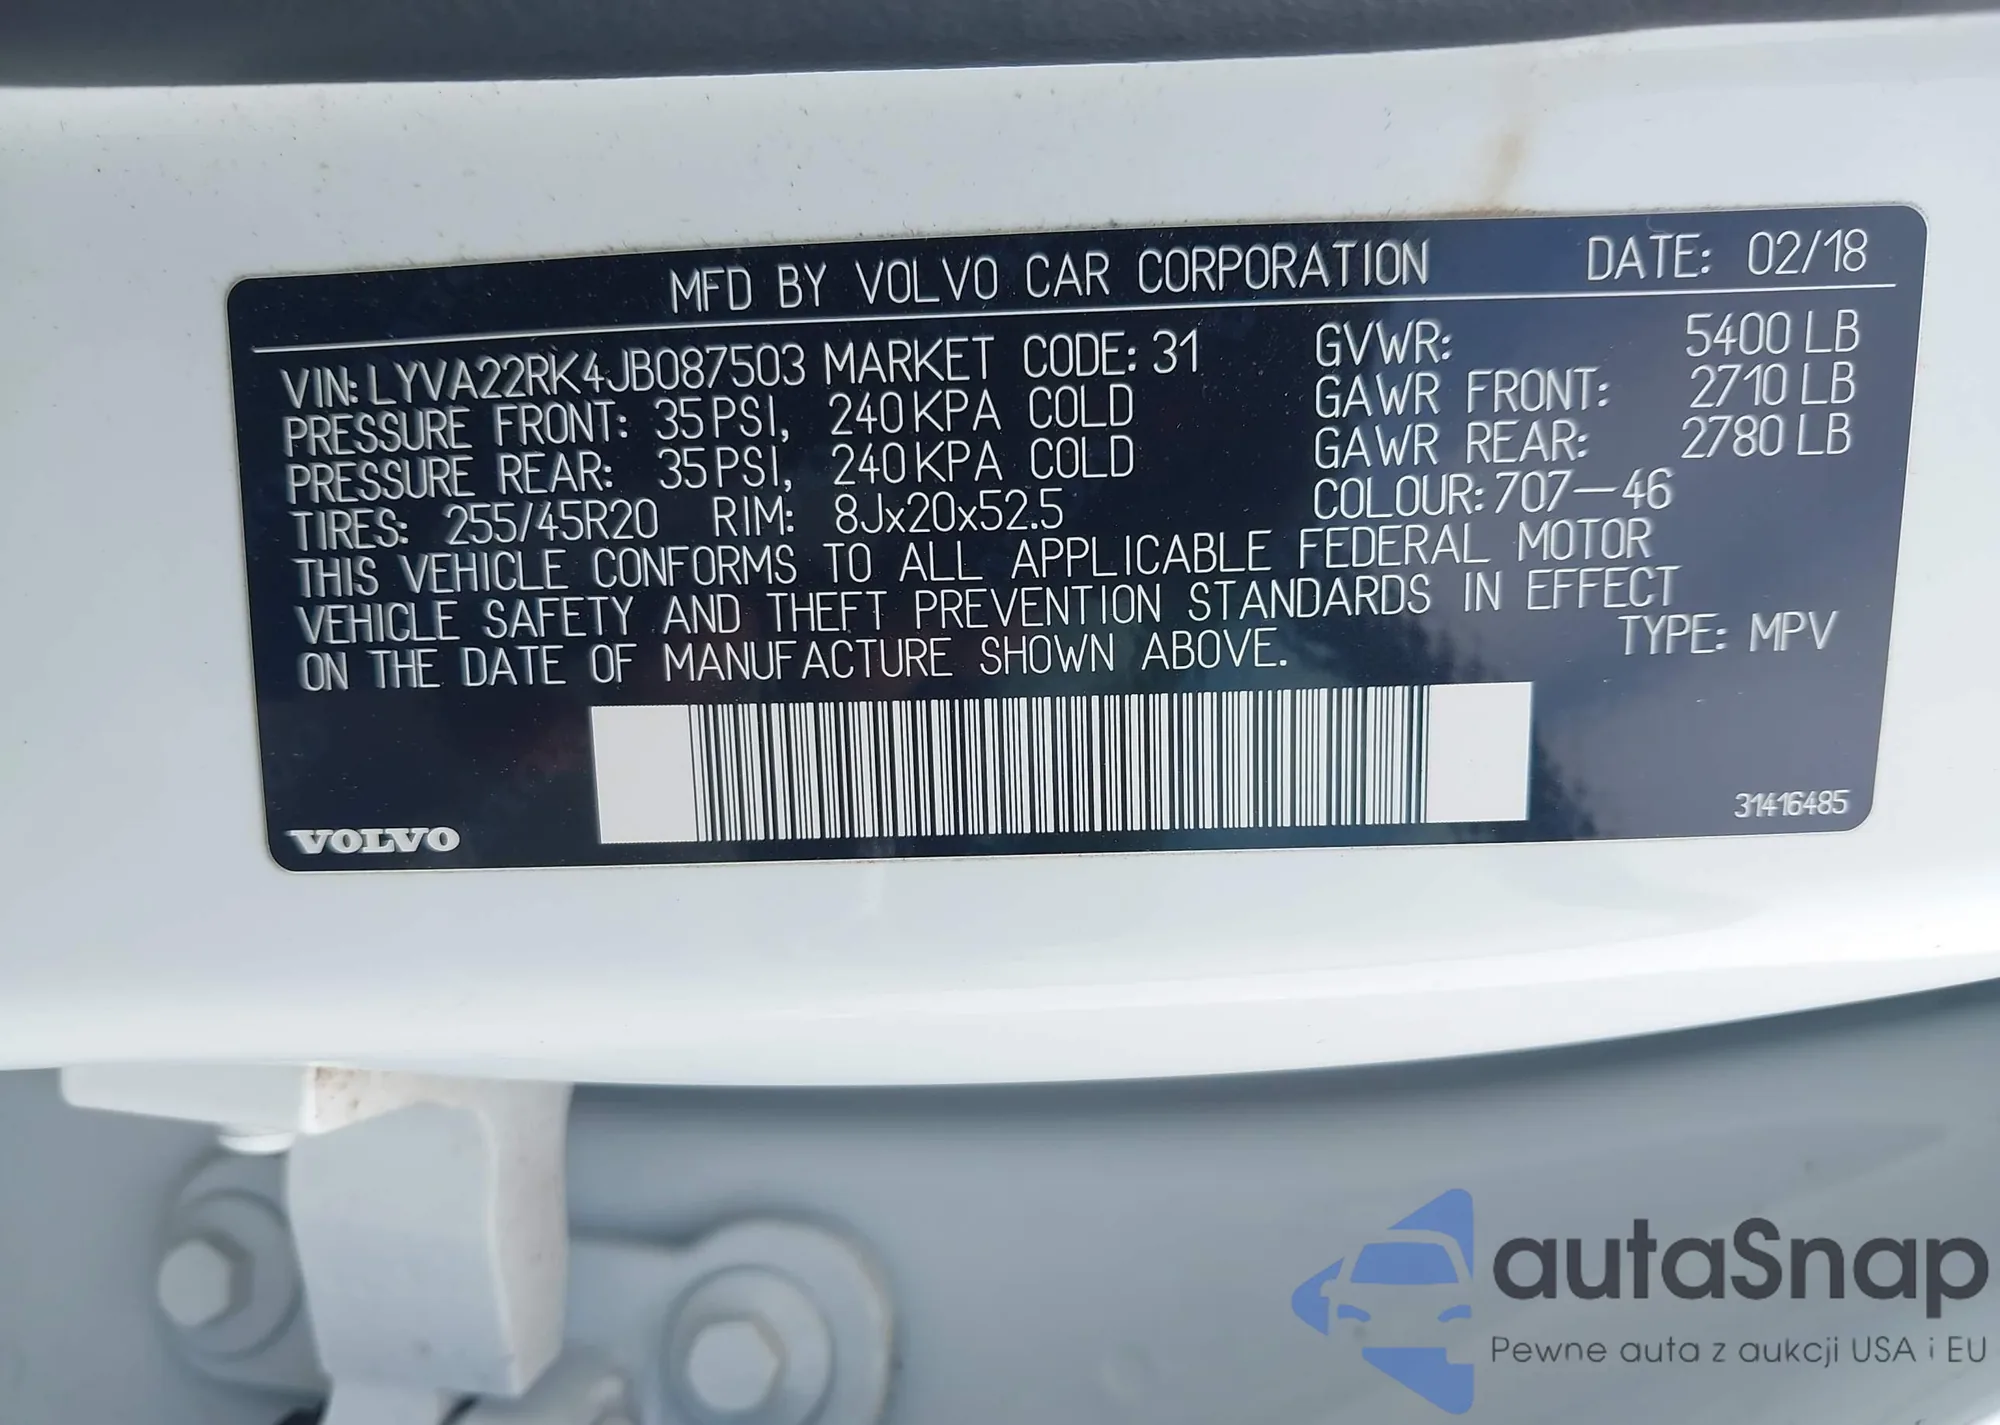 MFD BY VOLVO CAR CORPORATION DATE: 02/18
VIN: LYVA22RK4JB087503 MARKET CODE: 31 GVWR: 5400 LB
PRESSURE FRONT: 35 PSI, 240 KPA COLD GAWR FRONT: 2710 LB
PRESSURE REAR: 35 PSI, 240 KPA COLD GAWR REAR: 2780 LB
TIRES: 255/45R20 RIM: 8Jx20x52.5 COLOUR: 707-46
THIS VEHICLE CONFORMS TO ALL APPLICABLE FEDERAL MOTOR
VEHICLE SAFETY AND THEFT PREVENTION STANDARDS IN EFFECT
ON THE DATE OF MANUFACTURE SHOWN ABOVE. TYPE: MPV
31416485
VOLVO
autaSnap
Pewne auta z aukcji USA i EU